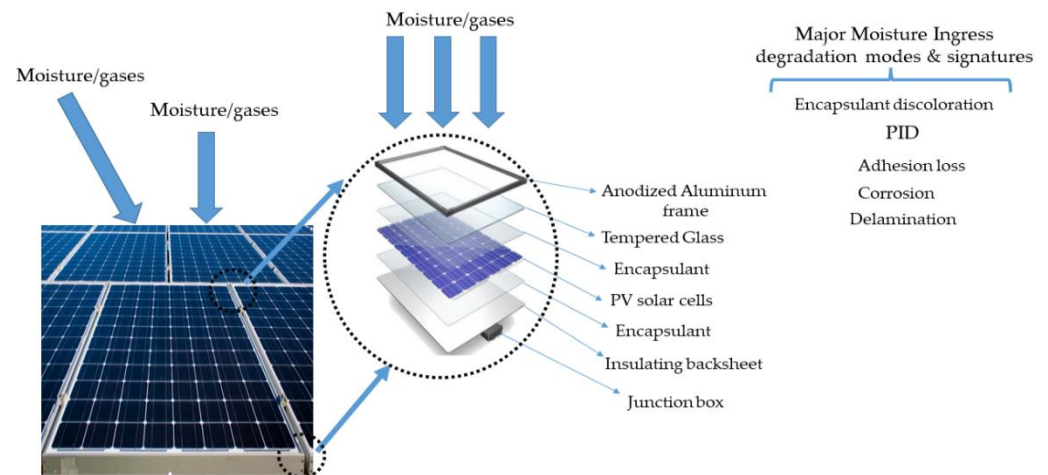 Moisture/gases
Moisture/gases
Moisture/gases
Anodized Aluminum
frame
Tempered Glass
Encapsulant
PV solar cells
Encapsulant
Insulating backsheet
Junction box
Major Moisture Ingress
degradation modes & signatures
Encapsulant discoloration
PID
Adhesion loss
Corrosion
Delamination